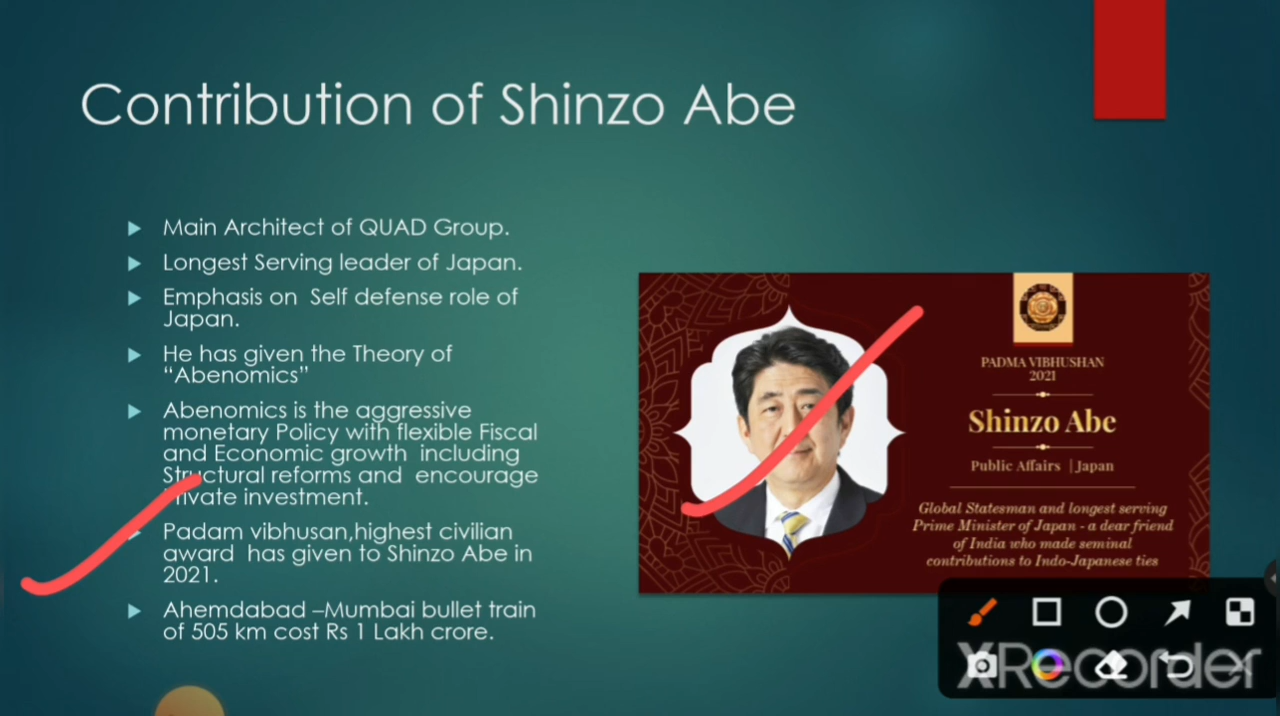 Contribution of Shinzo Abe
Main Architect of QUAD Group.
Longest Serving leader of Japan.
Emphasis on Self defense role of
Japan.
He has given the Theory of
“Abenomics”
Abenomics is the aggressive
monetary Policy with flexible Fiscal
and Economic growth including
Structural reforms and encourage
private investment.
Padam vibhusan,highest civilian
award has given to Shinzo Abe in
2021.
Ahemdabad –Mumbai bullet train
of 505 km cost Rs 1 Lakh crore.
PADMA VIBHUSHAN
2021
Shinzo Abe
Public Affairs | Japan
Global Statesman and longest serving
Prime Minister of Japan - a dear friend
of India who made seminal
contributions to Indo-Japanese ties
XRecorder